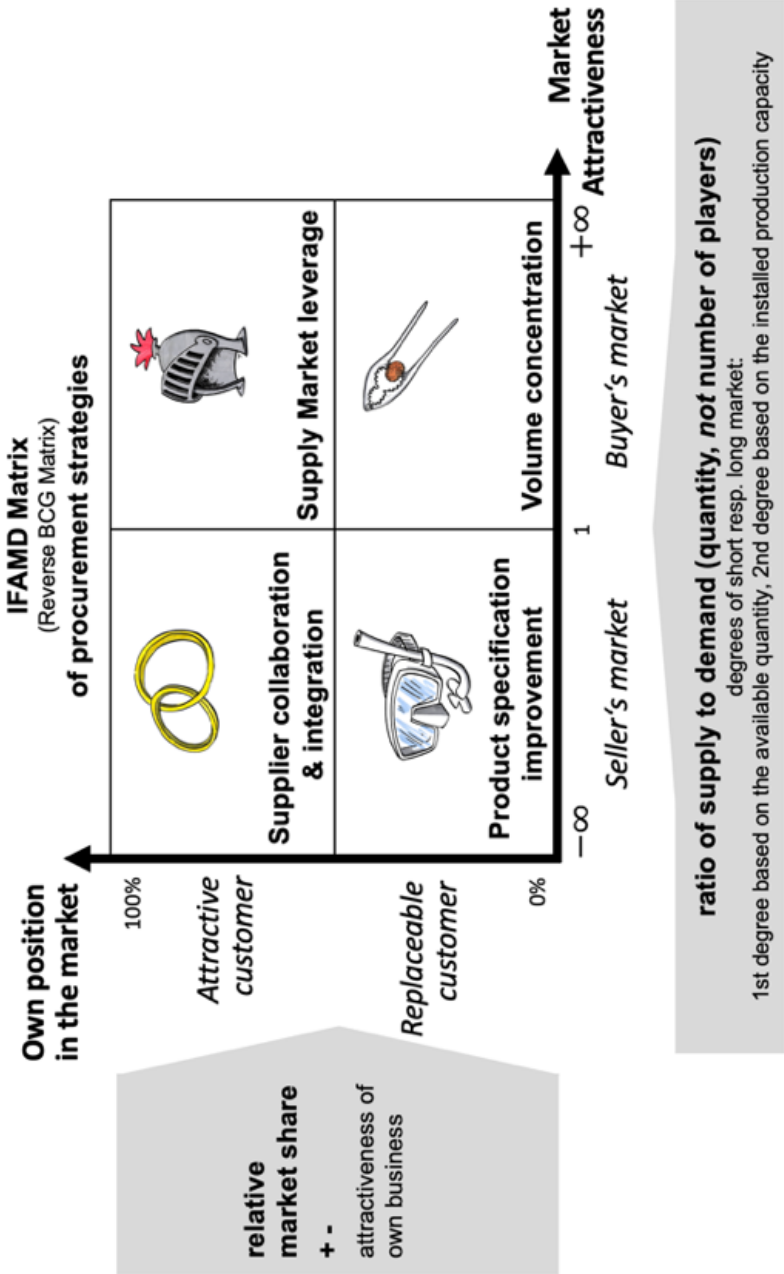 IFAMD Matrix
(Reverse BCG Matrix)
of procurement strategies
Own position
in the market
100%
Attractive
customer
Replaceable
customer
0%
relative
market share
+ -
attractiveness of
own business
Supplier collaboration
& integration
Supply Market leverage
Product specification
improvement
Volume concentration
−∞
1
+∞
Market
Attractiveness
Seller‘s market
Buyer‘s market
ratio of supply to demand (quantity, not number of players)
degrees of short resp. long market:
1st degree based on the available quantity, 2nd degree based on the installed production capacity